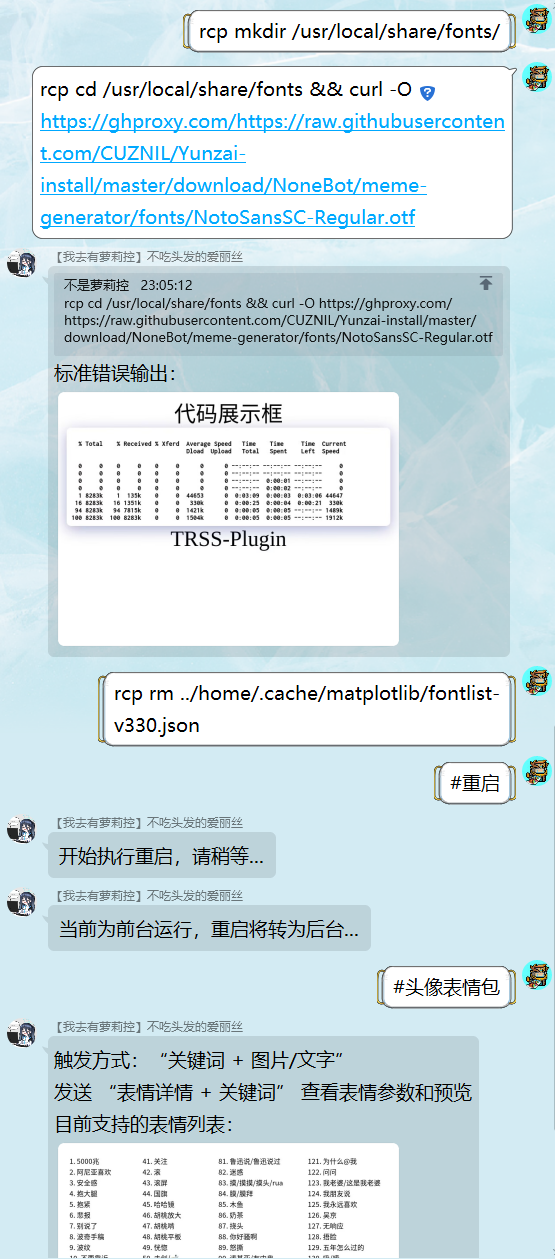 rcp mkdir /usr/local/share/fonts/
rcp cd /usr/local/share/fonts && curl -O
https://ghproxy.com/https://raw.githubusercontent
t.com/CUZNIL/Yunzai-
install/master/download/NoneBot/meme-
generator/fonts/NotoSansSC-Regular.otf
【我去有萝莉控】不吃头发的爱丽丝
不是萝莉控 23:05:12
rcp cd /usr/local/share/fonts && curl -O https://ghproxy.com/
https://raw.githubusercontent.com/CUZNIL/Yunzai-install/master/
download/NoneBot/meme-generator/fonts/NotoSansSC-Regular.otf
标准错误输出：
代码展示框
% Total % Received % Xferd Average Speed Time Time Time Current
Dload Upload Total Spent Left Speed
0 0 0 0 0 0 0 0 --:--:-- --:--:-- --:--:-- 0
0 0 0 0 0 0 0 0 --:--:-- --:--:-- --:--:-- 0
0 0 0 0 0 0 0 0 --:--:-- 0:00:01 --:--:-- 0
0 0 0 0 0 0 0 0 --:--:-- 0:00:02 --:--:-- 0
1 8283k 1 135k 0 0 44653 0 0:03:09 0:00:03 0:03:06 44647
16 8283k 16 1351k 0 0 330k 0 0:00:25 0:00:04 0:00:21 330k
94 8283k 94 7815k 0 0 1421k 0 0:00:05 0:00:05 --:--:-- 1489k
100 8283k 100 8283k 0 0 1504k 0 0:00:05 0:00:05 --:--:-- 1912k
TRSS-Plugin
rcp rm ../home/.cache/matplotlib/fontlist-
v330.json
#重启
【我去有萝莉控】不吃头发的爱丽丝
开始执行重启，请稍等...
【我去有萝莉控】不吃头发的爱丽丝
当前为前台运行，重启将转为后台...
#头像表情包
【我去有萝莉控】不吃头发的爱丽丝
触发方式：“关键词 + 图片/文字”
发送 “表情详情 + 关键词” 查看表情参数和预览
目前支持的表情列表：
1. 5000兆 41. 关注 81. 鲁迅说/鲁迅说过 121. 为什么@我
2. 阿尼亚喜欢 42. 滚 82. 迷惑 122. 问问
3. 安全感 43. 滚屏 83. 摸/摸摸/摸头/rua 123. 我老婆/这是我老婆
4. 抱大腿 44. 国旗 84. 膜/膜拜 124. 我朋友说
5. 抱紧 45. 哈哈镜 85. 木鱼 125. 我永远喜欢
6. 悲报 46. 胡桃放大 86. 奶茶 126. 吴京
7. 别说了 47. 胡桃啃 87. 挠头 127. 无响应
8. 波奇手稿 48. 胡桃平板 88. 你好骚啊 128. 捂脸
9. 波纹 49. 恍惚 89. 怒撕 129. 五年怎么过的